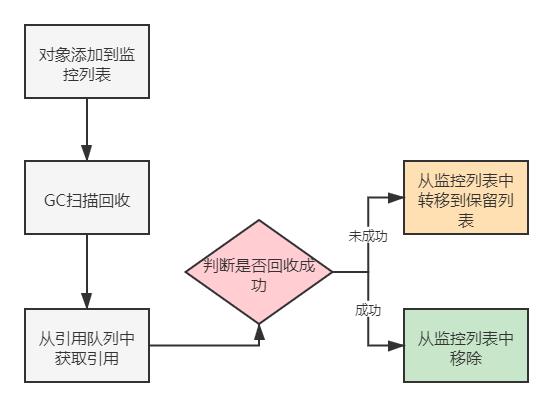 对象添加到监
控列表
GC扫描回收
从引用队列中
获取引用
判断是否回收成
功
未成功
成功
从监控列表中
转移到保留列
表
从监控列表中
移除